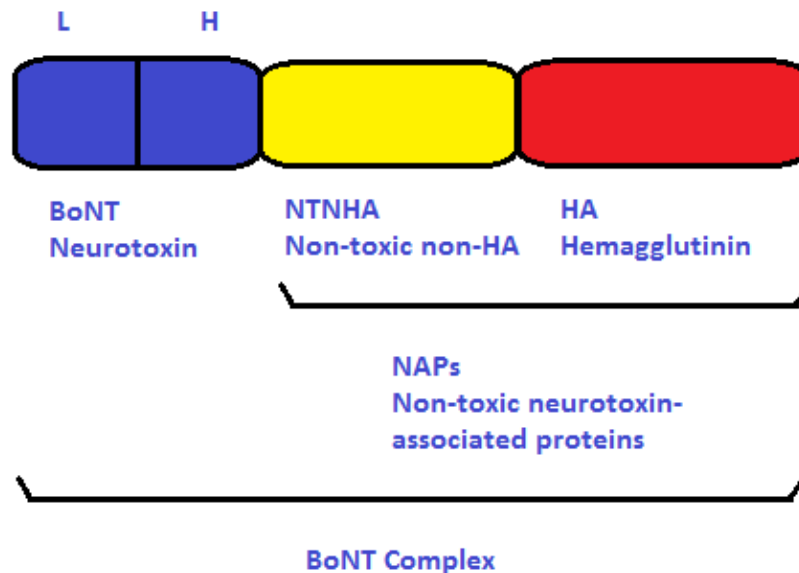 L H
BoNT NTNHA HA
Neurotoxin Non-toxic non-HA Hemagglutinin
NAPs
Non-toxic neurotoxin-
associated proteins
BoNT Complex